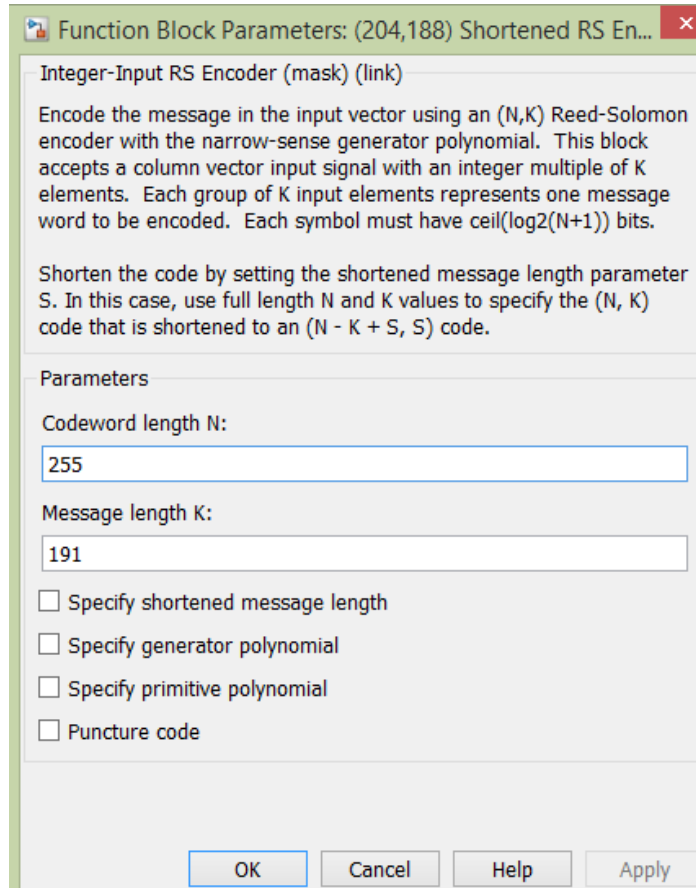 Function Block Parameters: (204,188) Shortened RS En...
Integer-Input RS Encoder (mask) (link)
Encode the message in the input vector using an (N,K) Reed-Solomon
encoder with the narrow-sense generator polynomial.  This block
accepts a column vector input signal with an integer multiple of K
elements.  Each group of K input elements represents one message
word to be encoded.  Each symbol must have ceil(log2(N+1)) bits.
Shorten the code by setting the shortened message length parameter
S. In this case, use full length N and K values to specify the (N, K)
code that is shortened to an (N - K + S, S) code.
Parameters
Codeword length N:
255
Message length K:
191
Specify shortened message length
Specify generator polynomial
Specify primitive polynomial
Puncture code
OK Cancel Help Apply